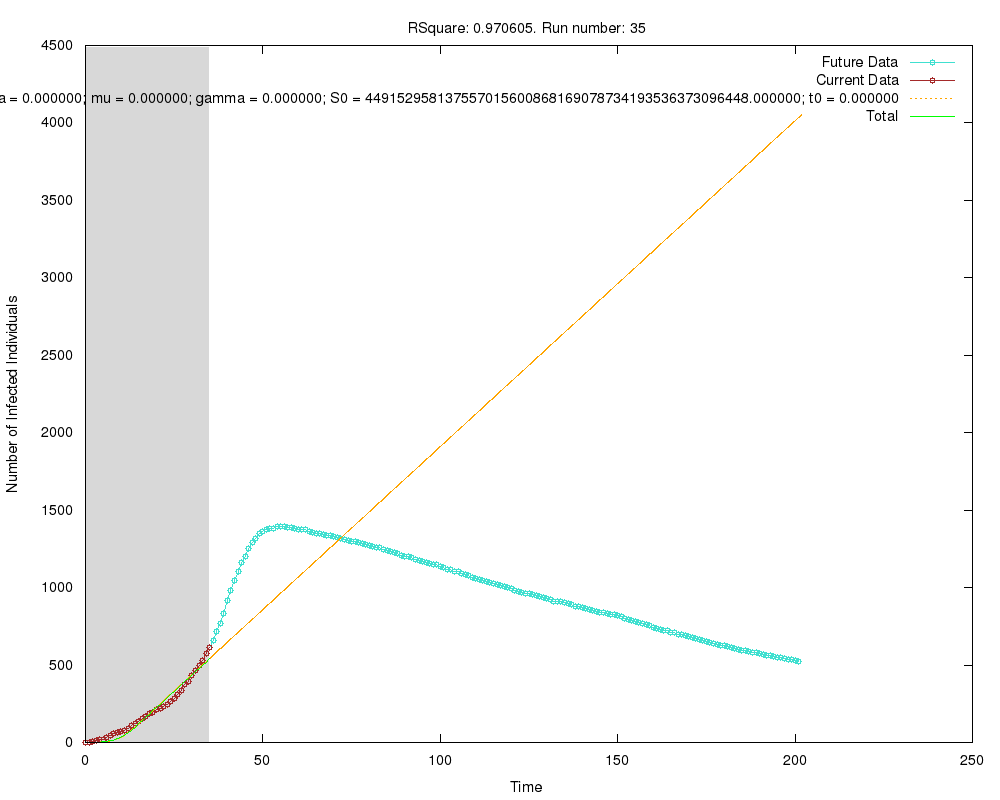 RSquare: 0.970605. Run number: 35
4500
4000
3500
3000
2500
2000
1500
1000
500
0
0 50 100 150 200 250
Number of Infected Individuals
Time
Future Data
Current Data
a = 0.000000; mu = 0.000000; gamma = 0.000000; S0 = 4491529581375570156008681690787341935363730964​48.000000; t0 = 0.000000
Total